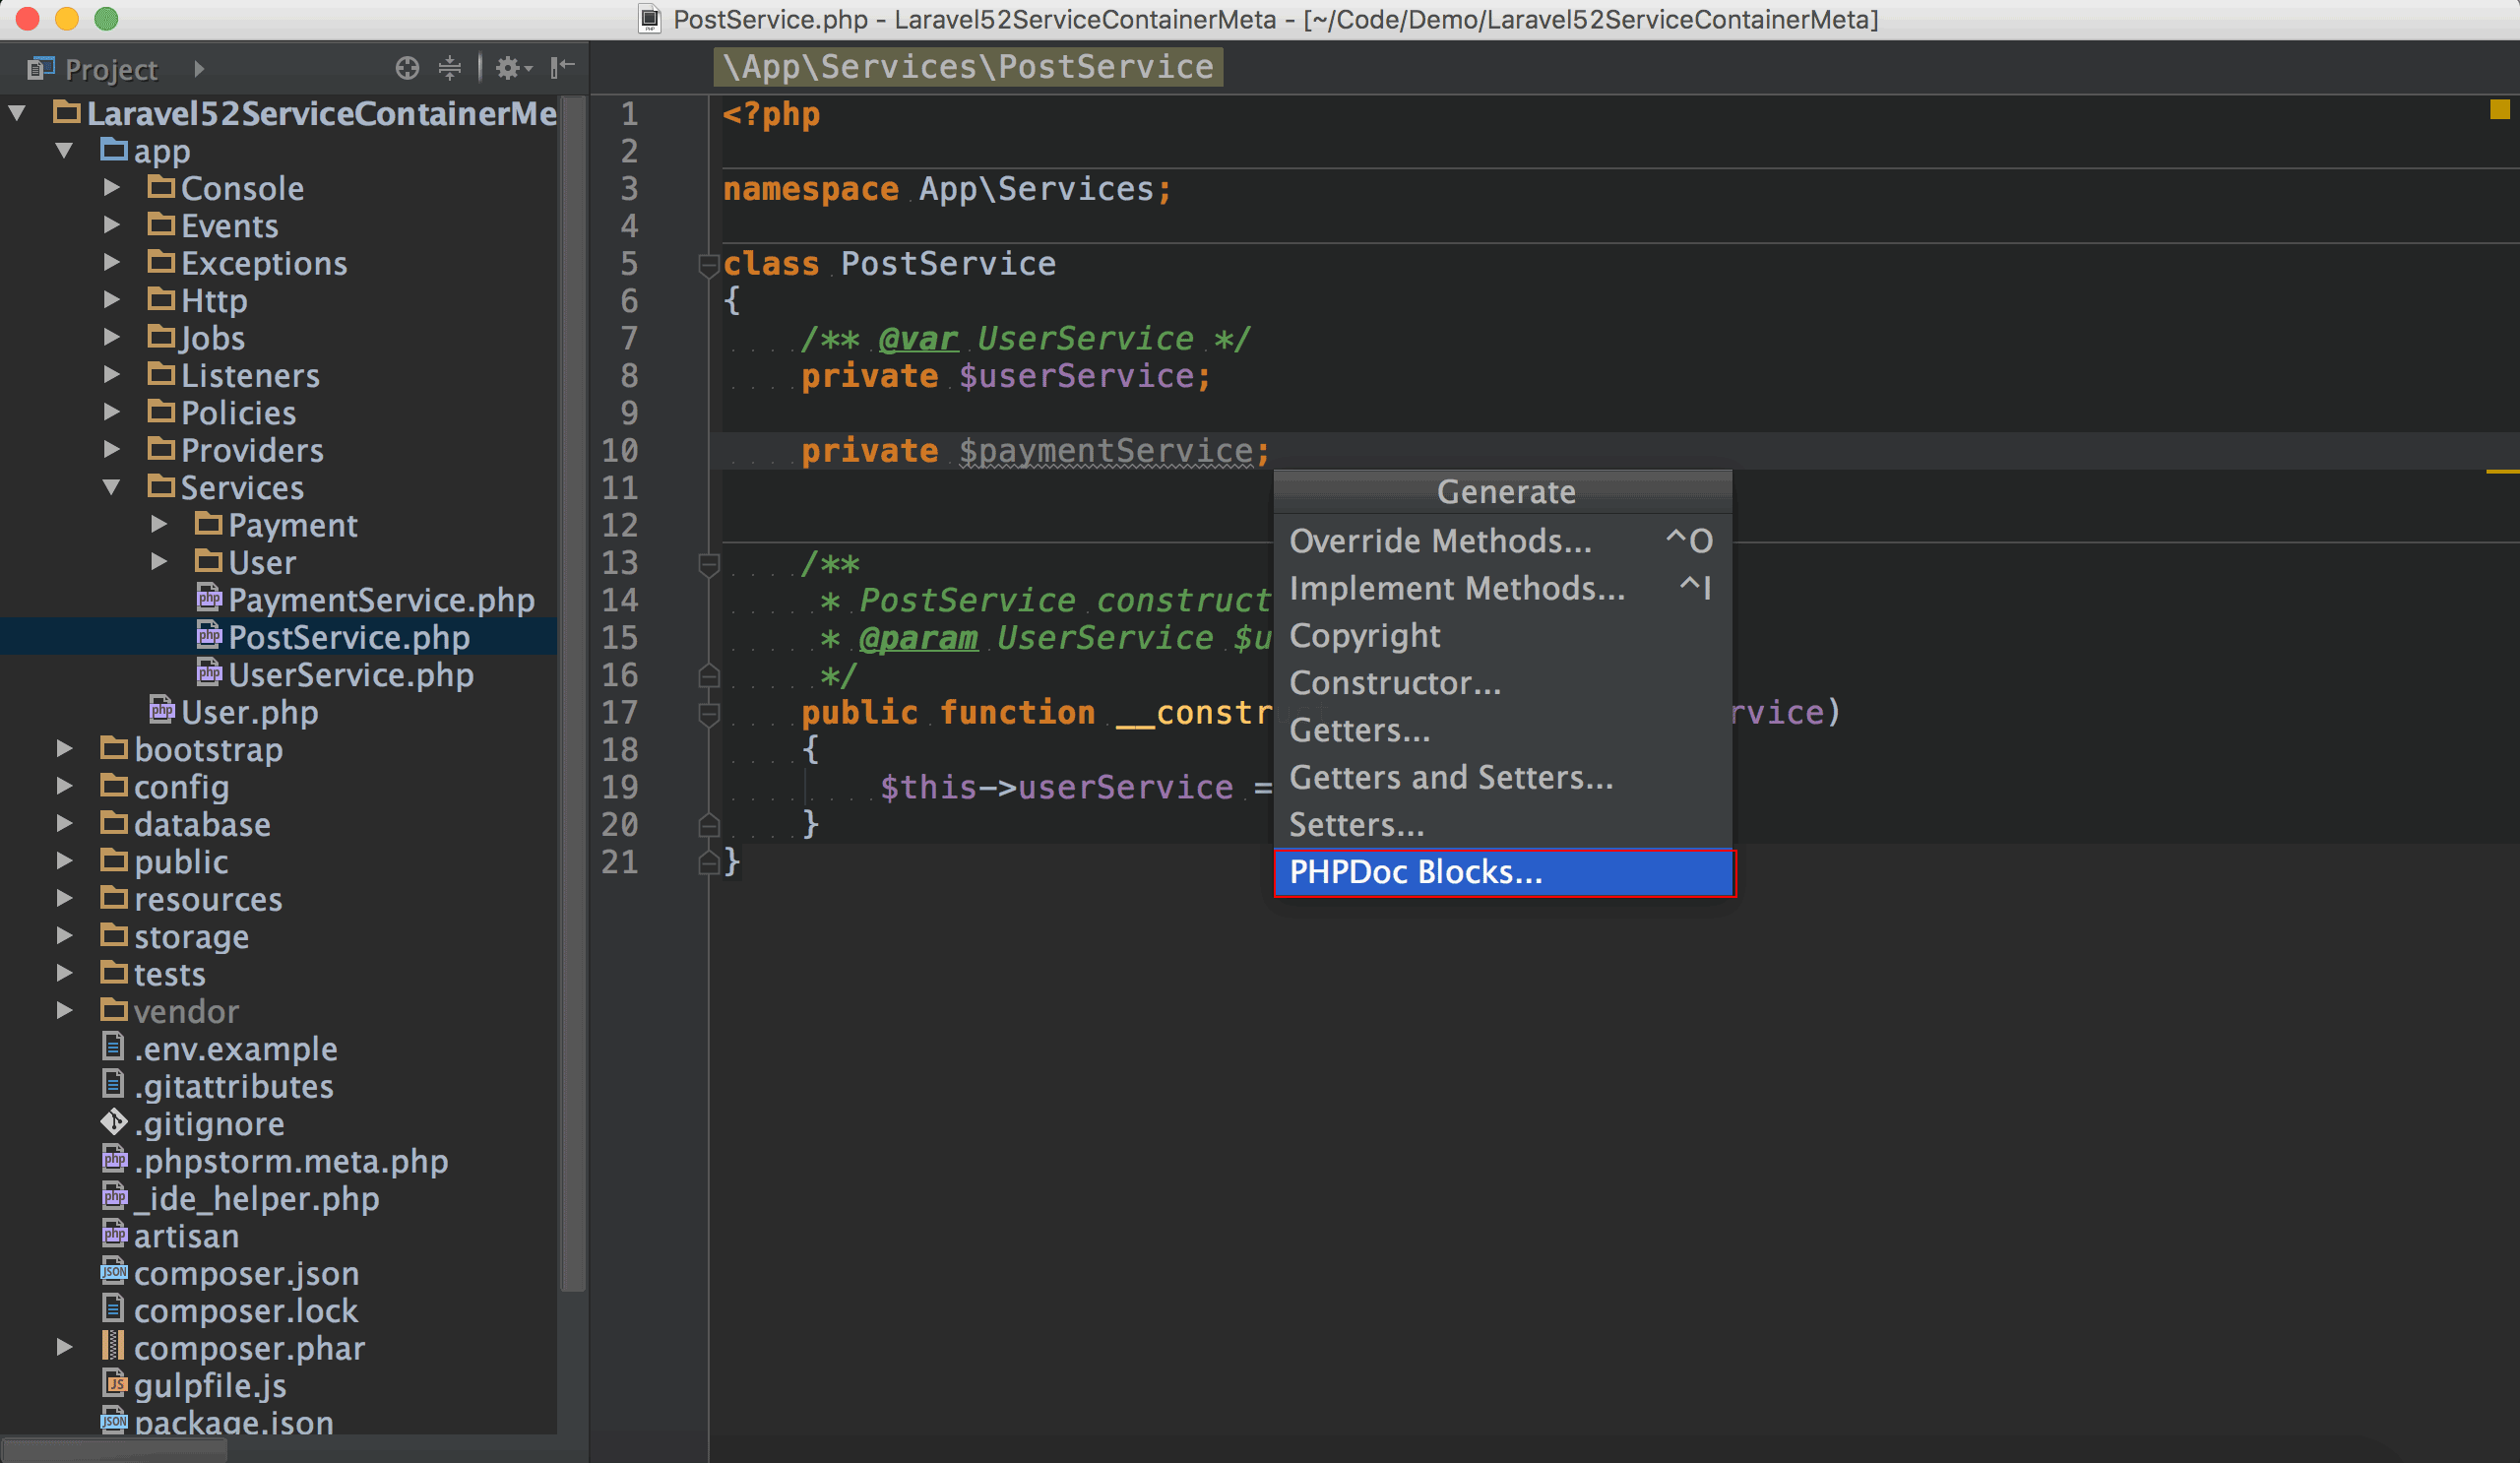 PostService.php - Laravel52ServiceContainerMeta - [~/Code/Demo/Laravel52ServiceContainerMeta]
Project
Laravel52ServiceContainerMe
app
Console
Events
Exceptions
Http
Jobs
Listeners
Policies
Providers
Services
Payment
User
PaymentService.php
PostService.php
UserService.php
User.php
bootstrap
config
database
public
resources
storage
tests
vendor
.env.example
.gitattributes
.gitignore
.phpstorm.meta.php
_ide_helper.php
artisan
composer.json
composer.lock
composer.phar
gulpfile.js
package.json
\App\Services\PostService
1 <?php
2
3 namespace App\Services;
4
5 class PostService
6 {
7 /** @var UserService */
8 private $userService;
9
10 private $paymentService;
11
12
13 /**
14 * PostService construct
15 * @param UserService $u
16 */
17 public function __constr rvice)
18 {
19 $this->userService =
20 }
21 }
Generate
Override Methods... ^O
Implement Methods... ^I
Copyright
Constructor...
Getters...
Getters and Setters...
Setters...
PHPDoc Blocks...